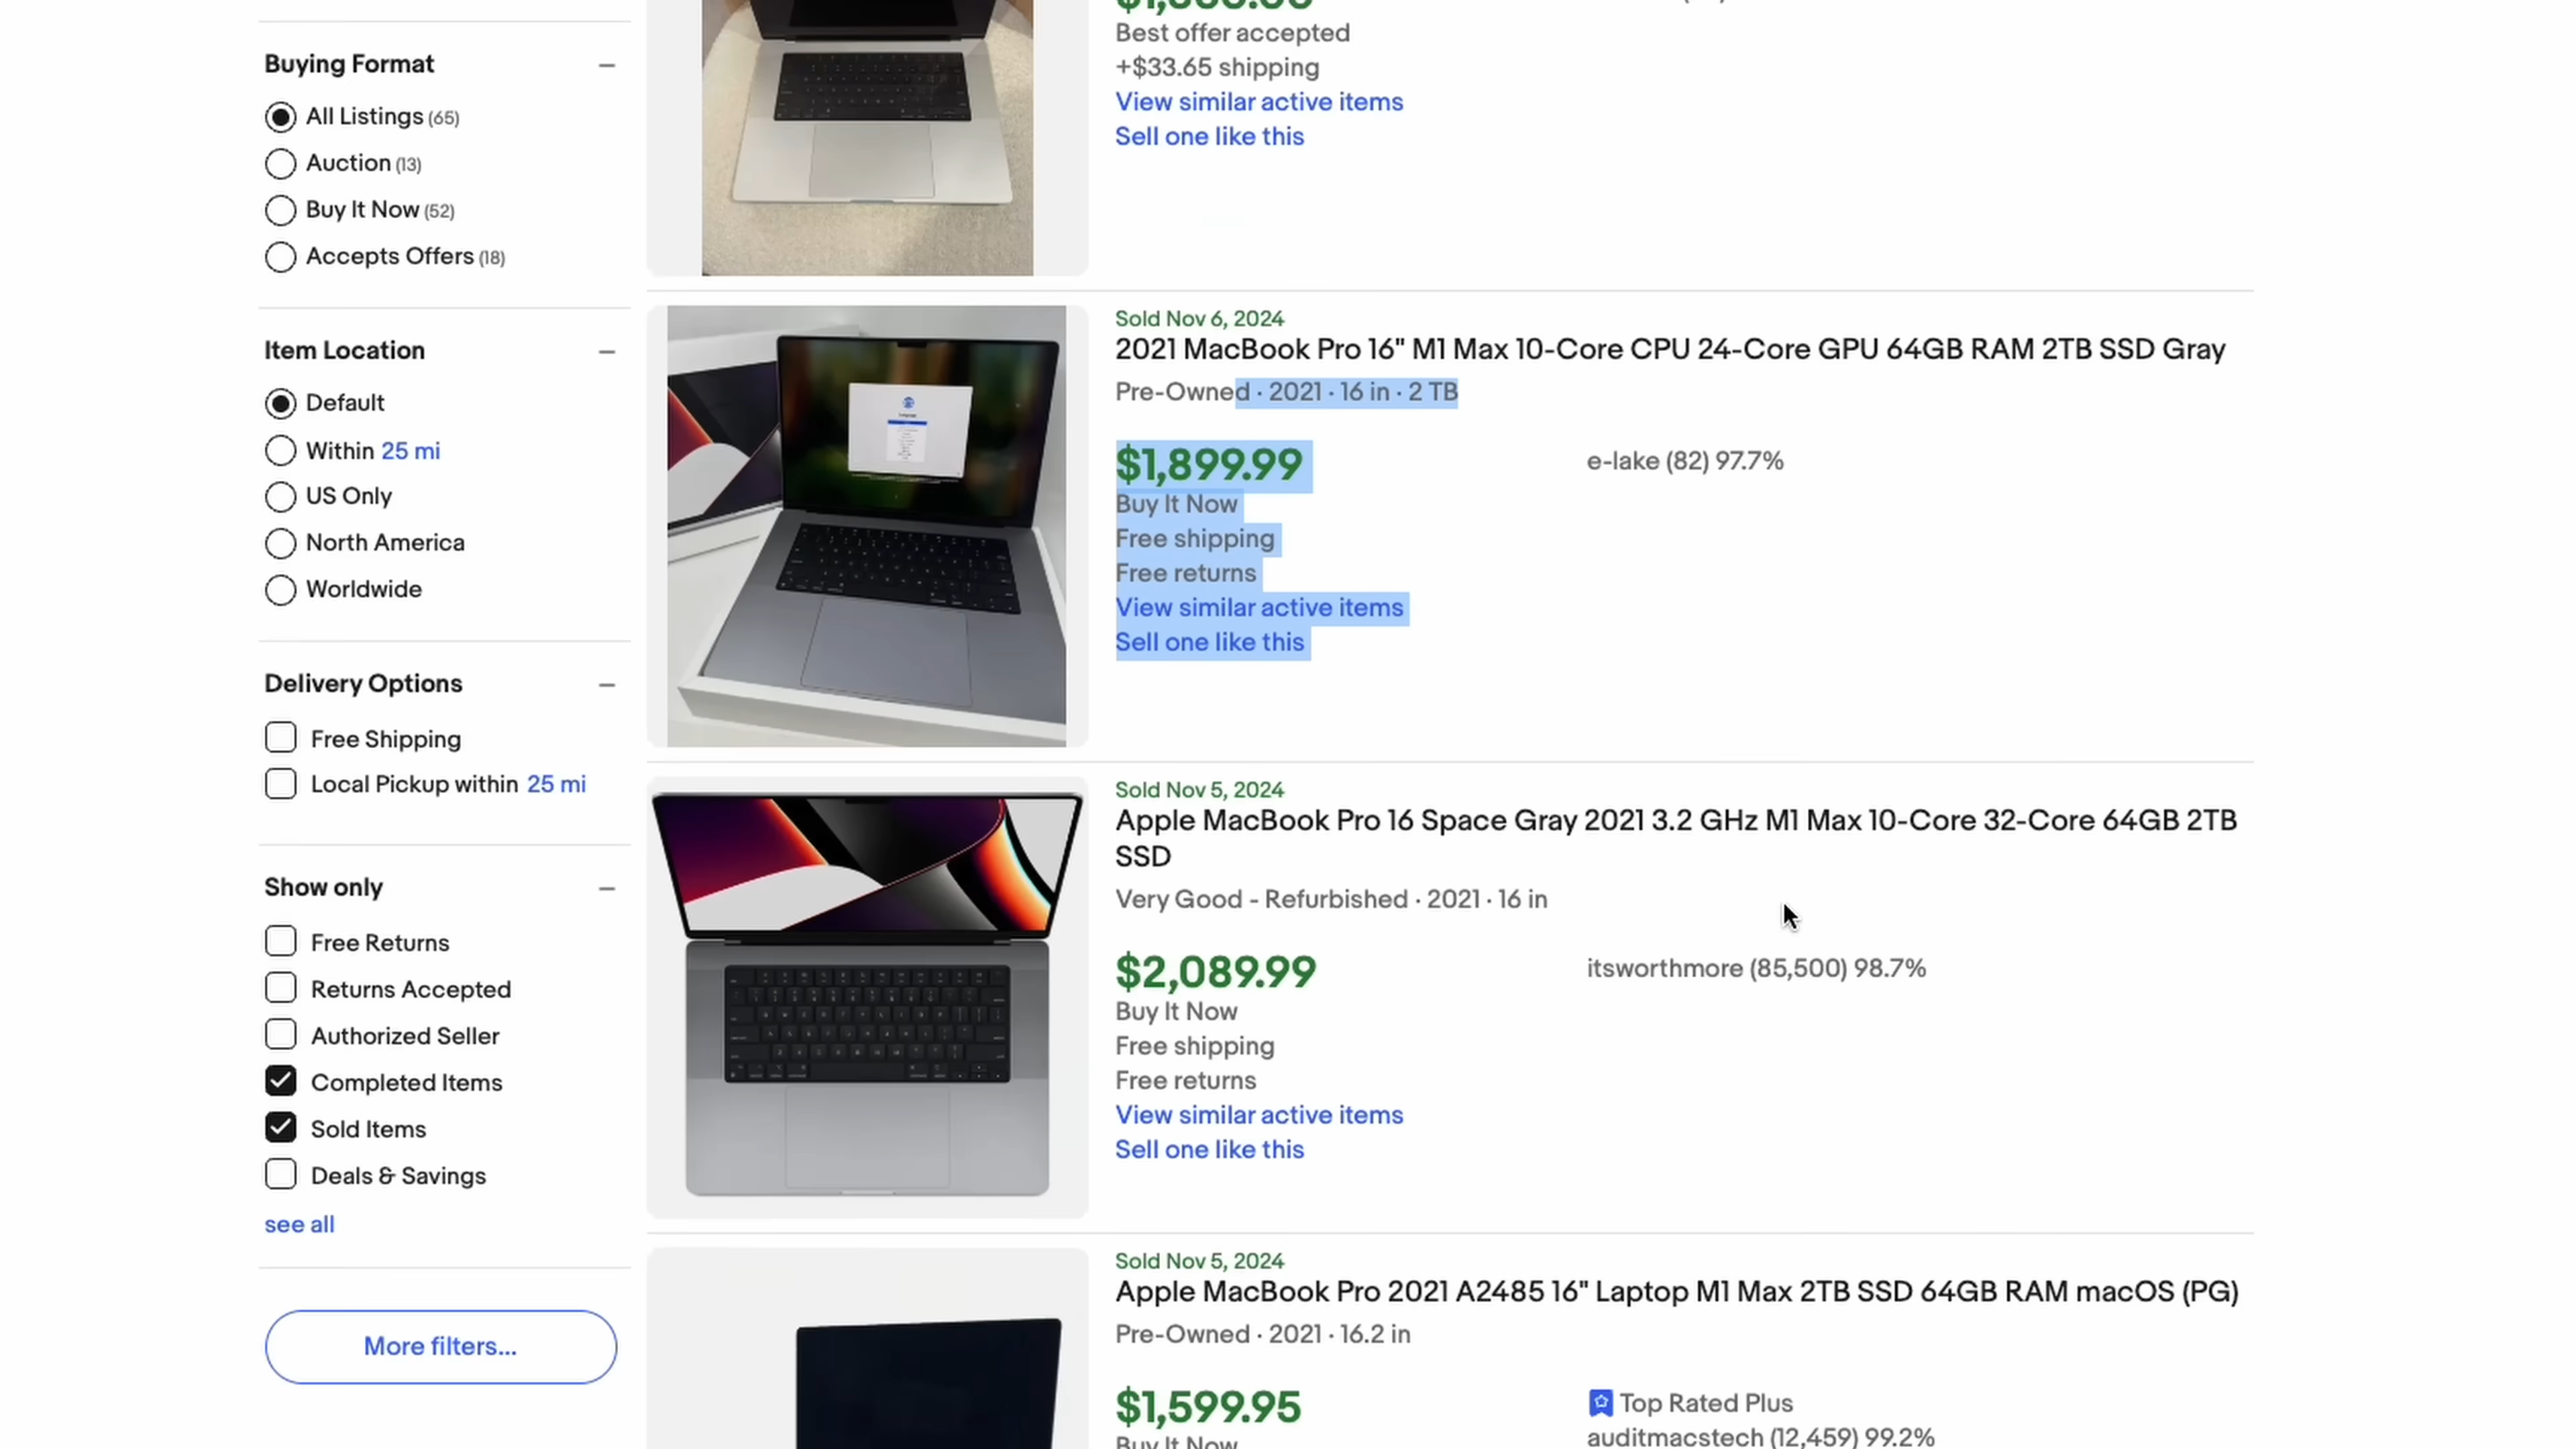 Buying Format
All Listings (65)
Auction (13)
Buy It Now (52)
Accepts Offers (18)
Item Location
Default
Within 25 mi
US Only
North America
Worldwide
Delivery Options
Free Shipping
Local Pickup within 25 mi
Show only
Free Returns
Returns Accepted
Authorized Seller
Completed Items
Sold Items
Deals & Savings
see all
More filters...
Best offer accepted
+$33.65 shipping
View similar active items
Sell one like this
Sold Nov 6, 2024
2021 MacBook Pro 16" M1 Max 10-Core CPU 24-Core GPU 64GB RAM 2TB SSD Gray
Pre-Owned · 2021 · 16 in · 2 TB
$1,899.99
e-lake (82) 97.7%
Buy It Now
Free shipping
Free returns
View similar active items
Sell one like this
Sold Nov 5, 2024
Apple MacBook Pro 16 Space Gray 2021 3.2 GHz M1 Max 10-Core 32-Core 64GB 2TB
SSD
Very Good - Refurbished · 2021 · 16 in
$2,089.99
itsworthmore (85,500) 98.7%
Buy It Now
Free shipping
Free returns
View similar active items
Sell one like this
Sold Nov 5, 2024
Apple MacBook Pro 2021 A2485 16" Laptop M1 Max 2TB SSD 64GB RAM macOS (PG)
Pre-Owned · 2021 · 16.2 in
$1,599.95
Top Rated Plus
Buy It Now
auditmacstech (12,459) 99.2%